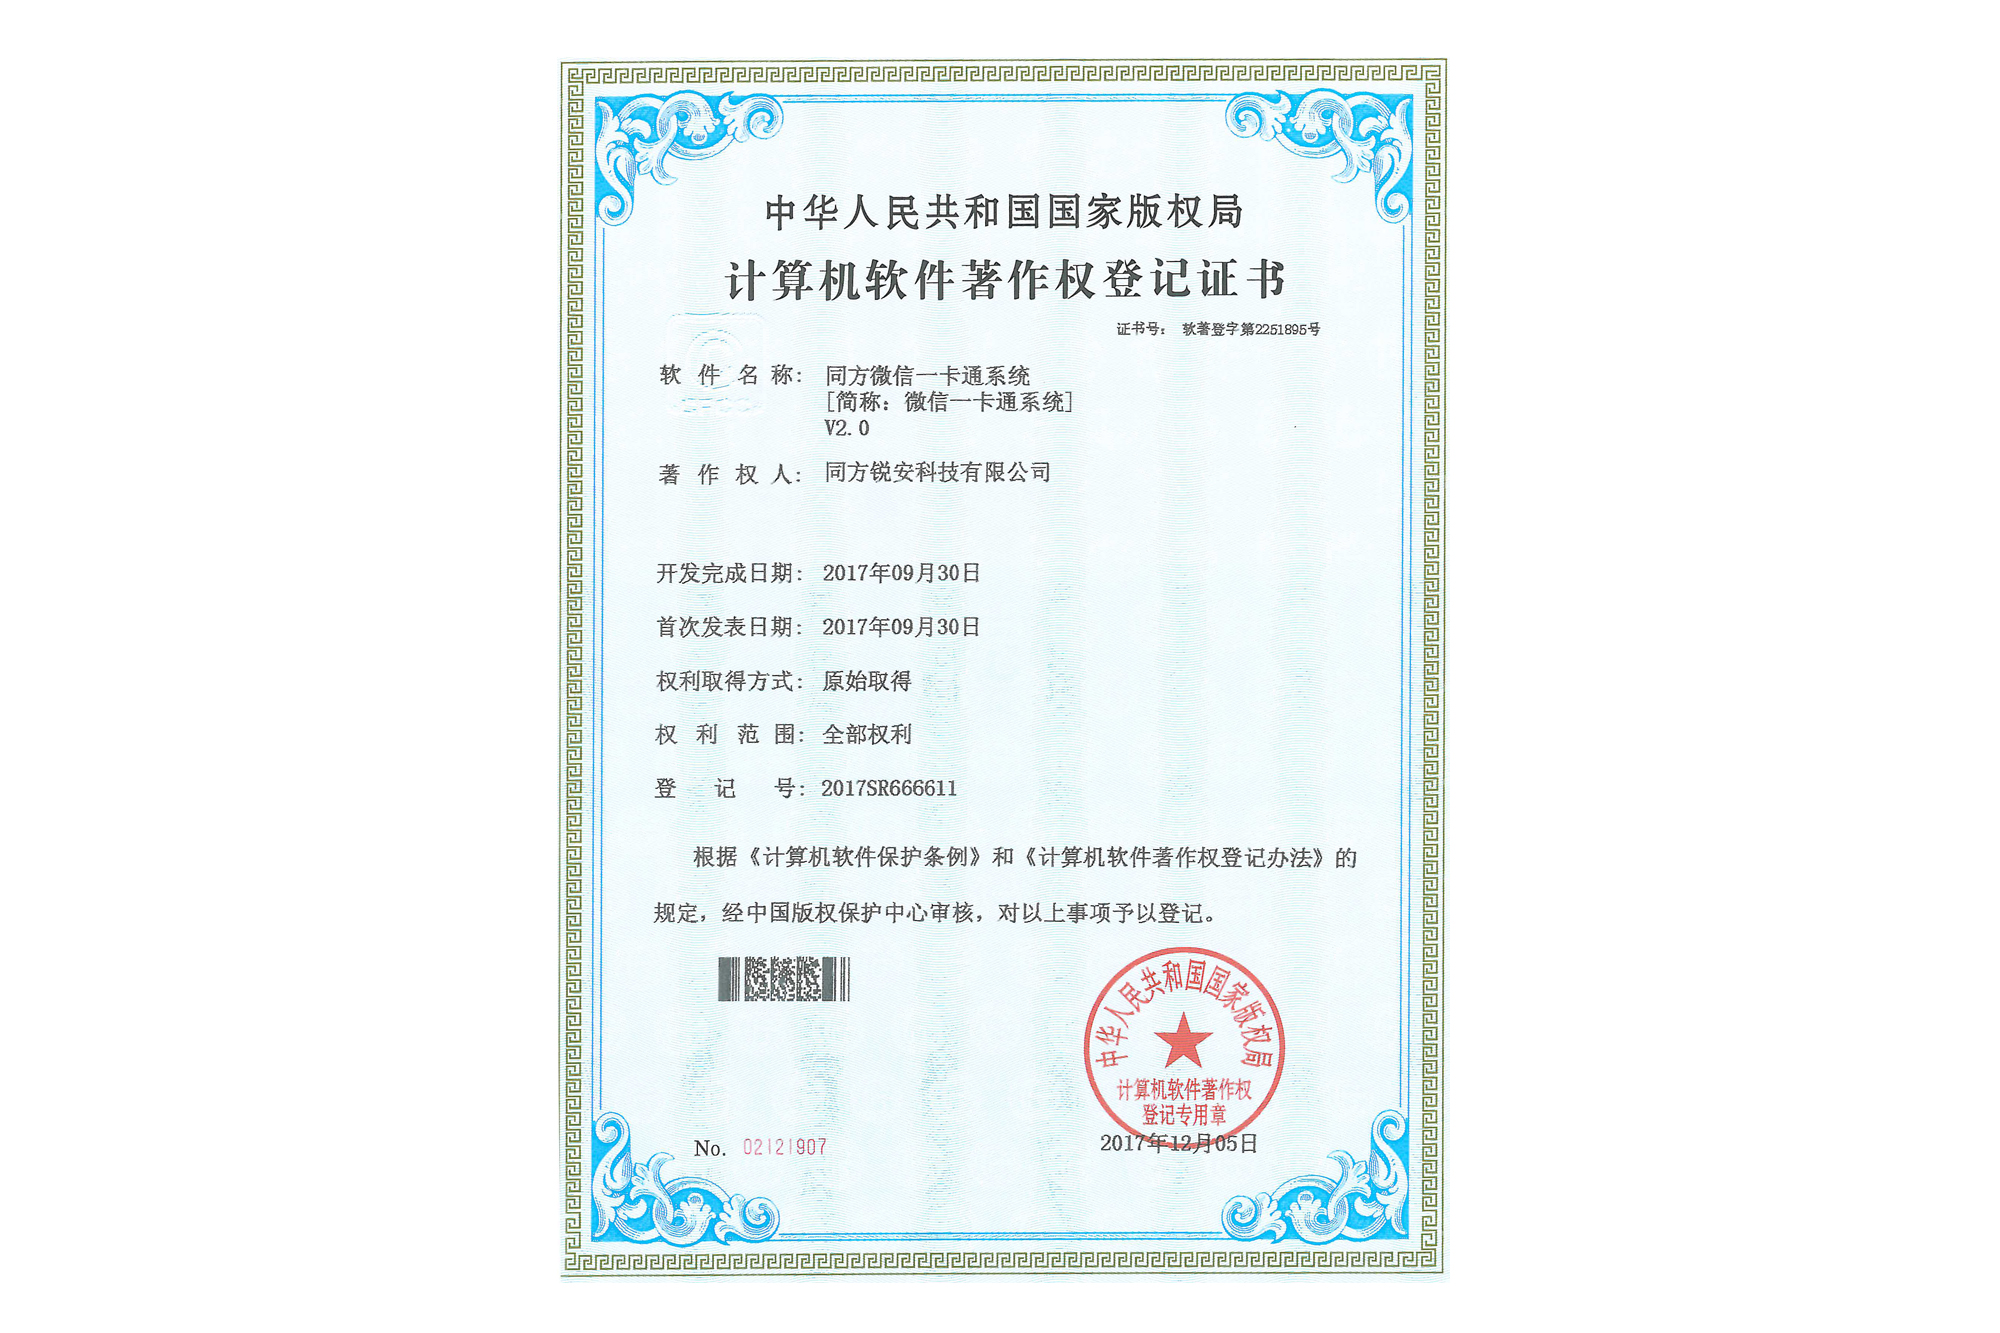 中华人民共和国国家版权局
计算机软件著作权登记证书
证书号： 软著登字第2251895号
软件名称： 同方微信一卡通系统
[简称：微信一卡通系统]
V2.0
著作权人： 同方锐安科技有限公司
开发完成日期： 2017年09月30日
首次发表日期： 2017年09月30日
权利取得方式： 原始取得
权利范围： 全部权利
登记号： 2017SR666611
根据《计算机软件保护条例》和《计算机软件著作权登记办法》的
规定，经中国版权保护中心审核，对以上事项予以登记。
中华人民共和国国家版权局
计算机软件著作权
登记专用章
2017年12月05日
No. 02121907